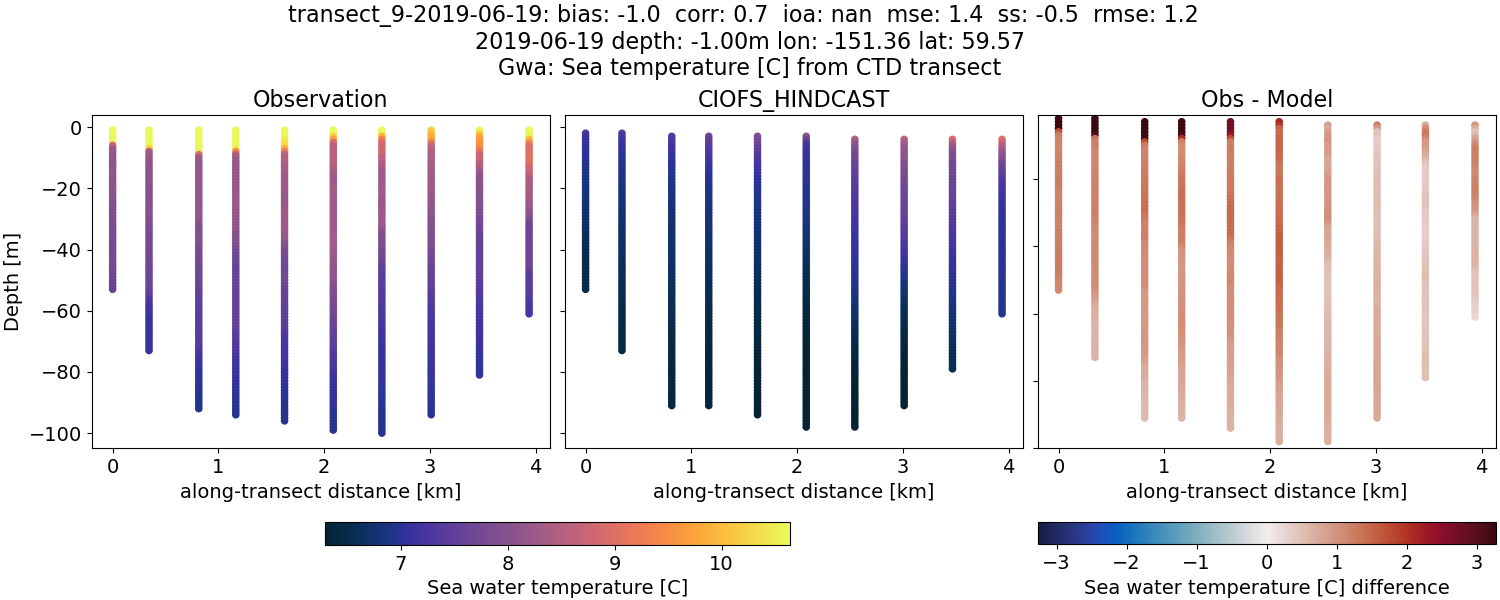 transect_9-2019-06-19: bias: -1.0  corr: 0.7  ioa: nan  mse: 1.4  ss: -0.5  rmse: 1.2
2019-06-19 depth: -1.00m lon: -151.36 lat: 59.57
Gwa: Sea temperature [C] from CTD transect
Observation
CIOFS_HINDCAST
Obs - Model
Depth [m]
0
−20
−40
−60
−80
−100
0 1 2 3 4
0 1 2 3 4
0 1 2 3 4
along-transect distance [km]
along-transect distance [km]
along-transect distance [km]
7 8 9 10
Sea water temperature [C]
−3 −2 −1 0 1 2 3
Sea water temperature [C] difference